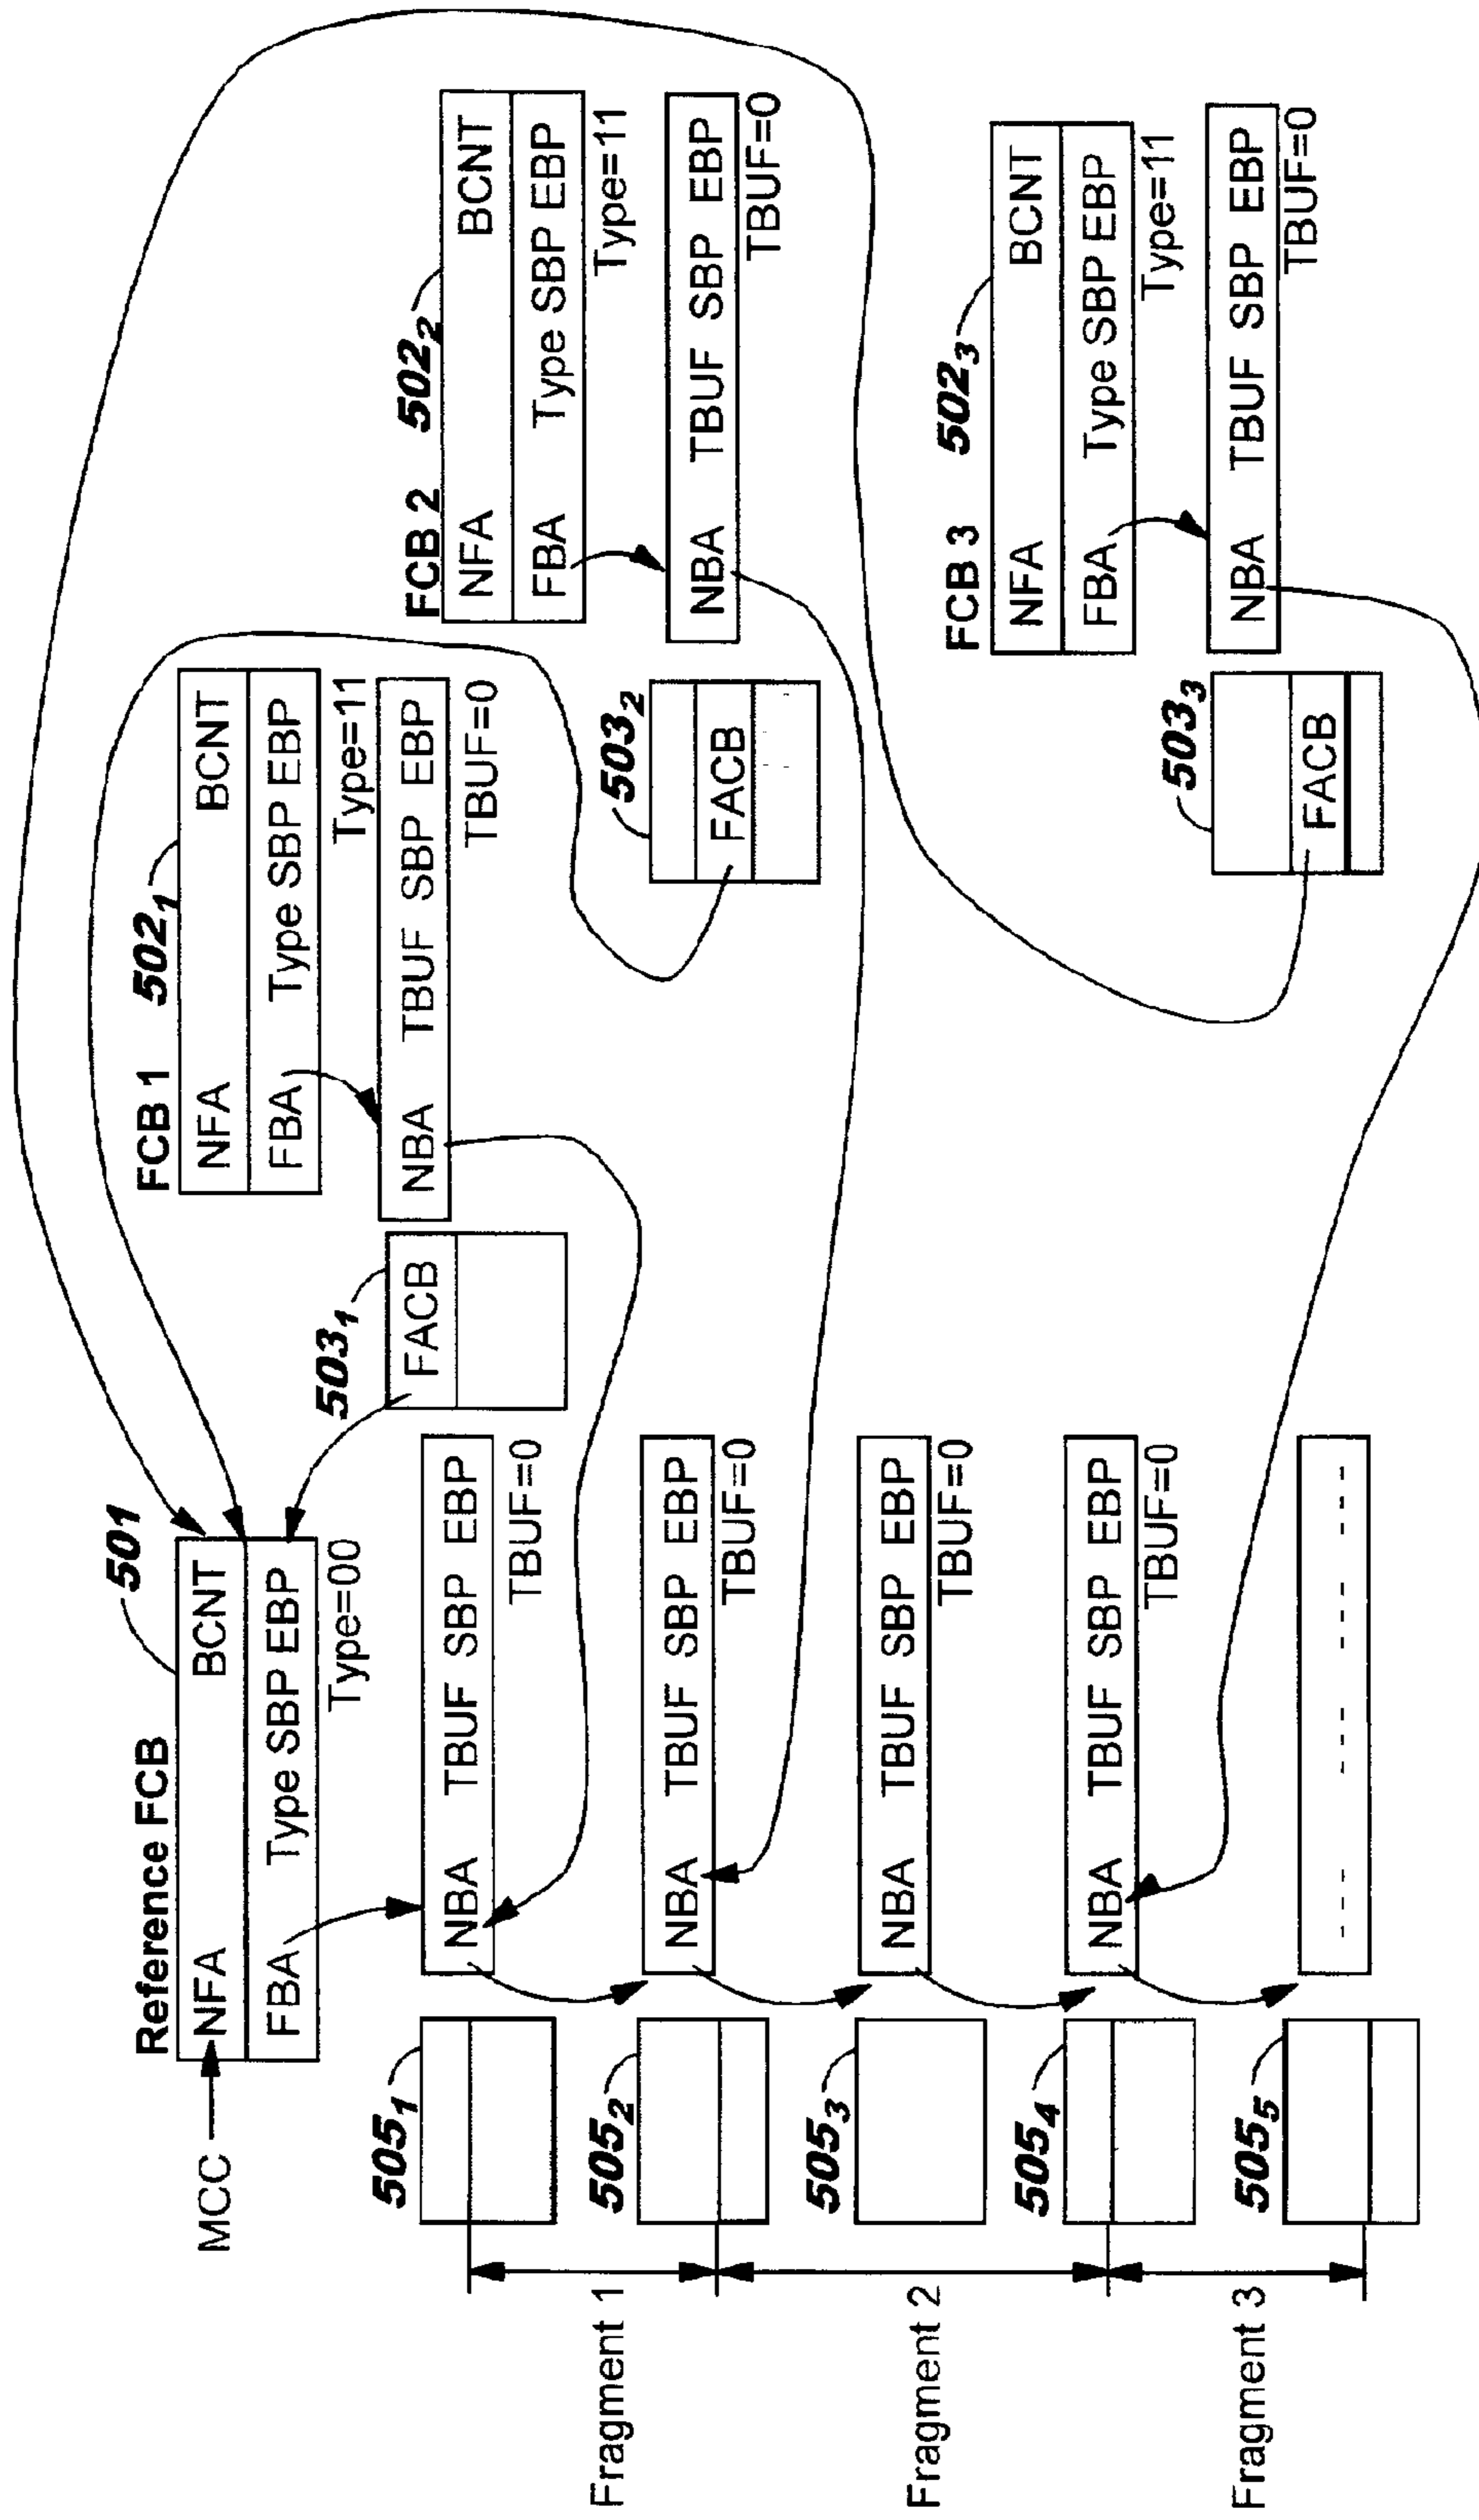 Reference FCB
501
MCC
NFA BCNT
FBA Type SBP EBP
Type=00
FCB 1 502₁
NFA BCNT
FBA Type SBP EBP
Type=11
NBA TBUF SBP EBP
TBUF=0
503₁
FACB
FCB 2 502₂
NFA BCNT
FBA Type SBP EBP
Type=11
NBA TBUF SBP EBP
TBUF=0
503₂
FACB
FCB 3 502₃
NFA BCNT
FBA Type SBP EBP
Type=11
NBA TBUF SBP EBP
TBUF=0
503₃
FACB
505₁
NBA TBUF SBP EBP
TBUF=0
Fragment 1
505₂
NBA TBUF SBP EBP
TBUF=0
505₃
NBA TBUF SBP EBP
TBUF=0
Fragment 2
505₄
NBA TBUF SBP EBP
TBUF=0
Fragment 3
505₅